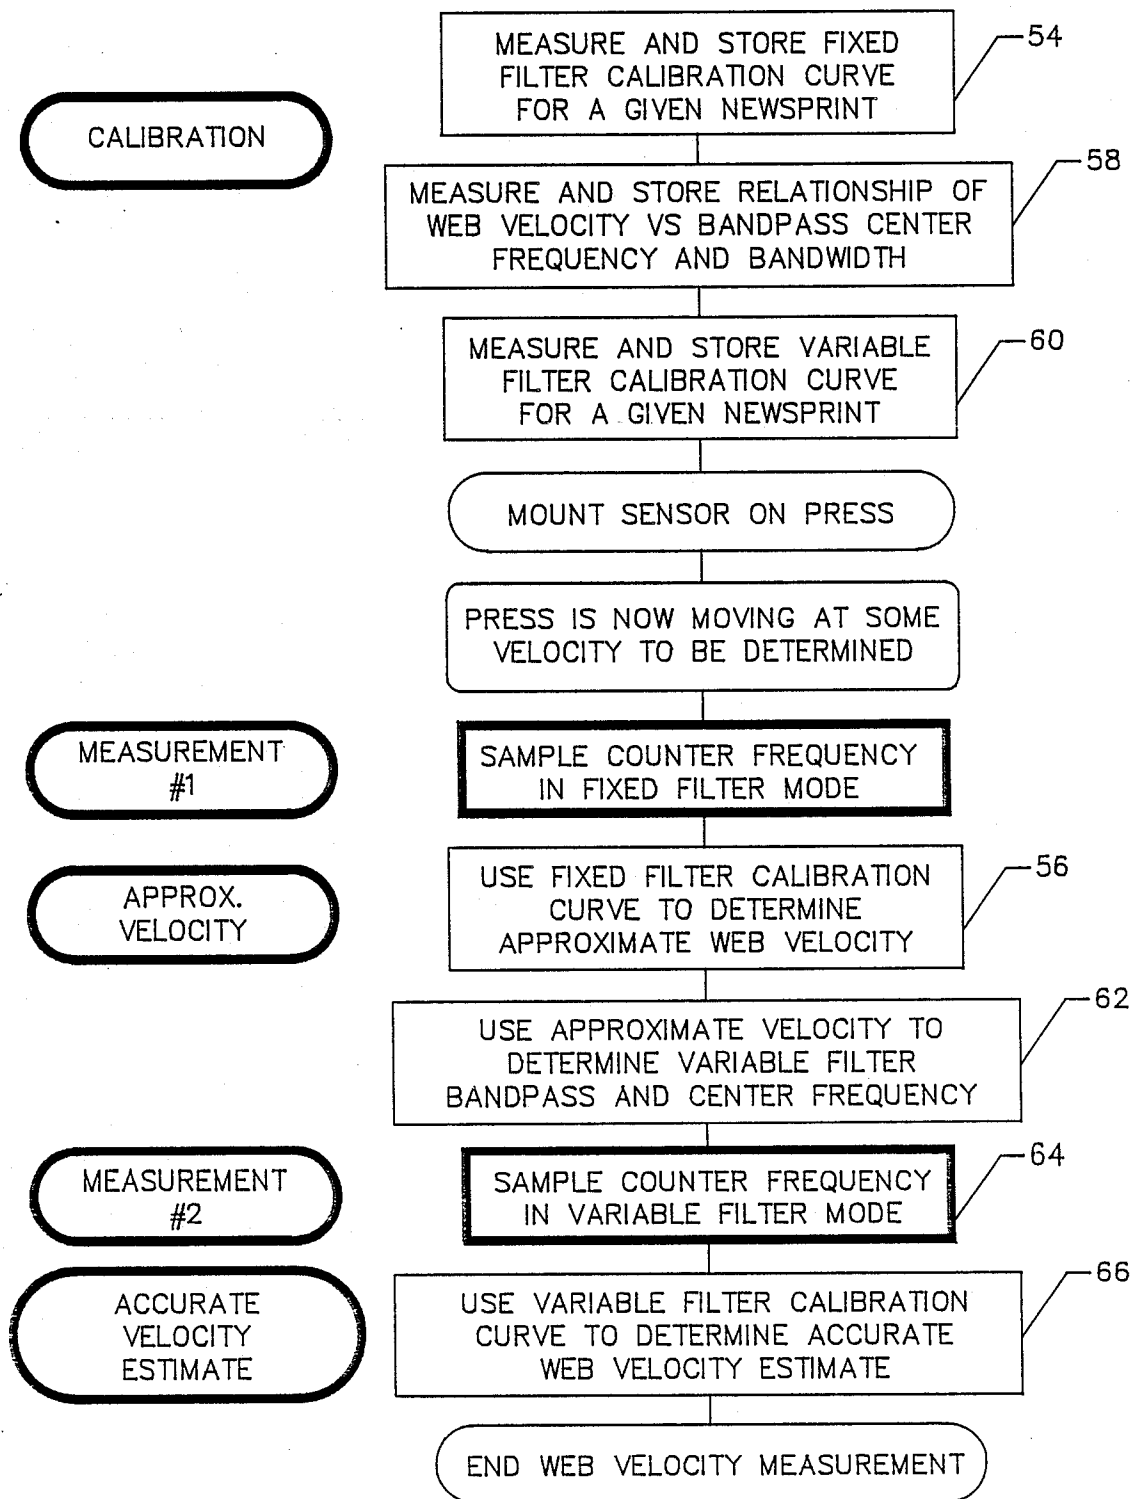 MEASURE AND STORE FIXED
FILTER CALIBRATION CURVE
FOR A GIVEN NEWSPRINT
54
CALIBRATION
MEASURE AND STORE RELATIONSHIP OF
WEB VELOCITY VS BANDPASS CENTER
FREQUENCY AND BANDWIDTH
58
MEASURE AND STORE VARIABLE
FILTER CALIBRATION CURVE
FOR A GIVEN NEWSPRINT
60
MOUNT SENSOR ON PRESS
PRESS IS NOW MOVING AT SOME
VELOCITY TO BE DETERMINED
MEASUREMENT
#1
SAMPLE COUNTER FREQUENCY
IN FIXED FILTER MODE
APPROX.
VELOCITY
USE FIXED FILTER CALIBRATION
CURVE TO DETERMINE
APPROXIMATE WEB VELOCITY
56
USE APPROXIMATE VELOCITY TO
DETERMINE VARIABLE FILTER
BANDPASS AND CENTER FREQUENCY
62
MEASUREMENT
#2
SAMPLE COUNTER FREQUENCY
IN VARIABLE FILTER MODE
64
ACCURATE
VELOCITY
ESTIMATE
USE VARIABLE FILTER CALIBRATION
CURVE TO DETERMINE ACCURATE
WEB VELOCITY ESTIMATE
66
END WEB VELOCITY MEASUREMENT